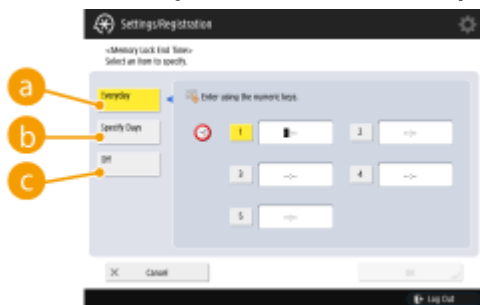 Settings/Registration
<Memory Lock End Time>
Select an item to specify.
a
Everyday
Enter using the numeric keys.
b
Specify Days
1
--
2
--:--
c
Off
3
--:--
4
--:--
5
--:--
Cancel
OK
Log Out